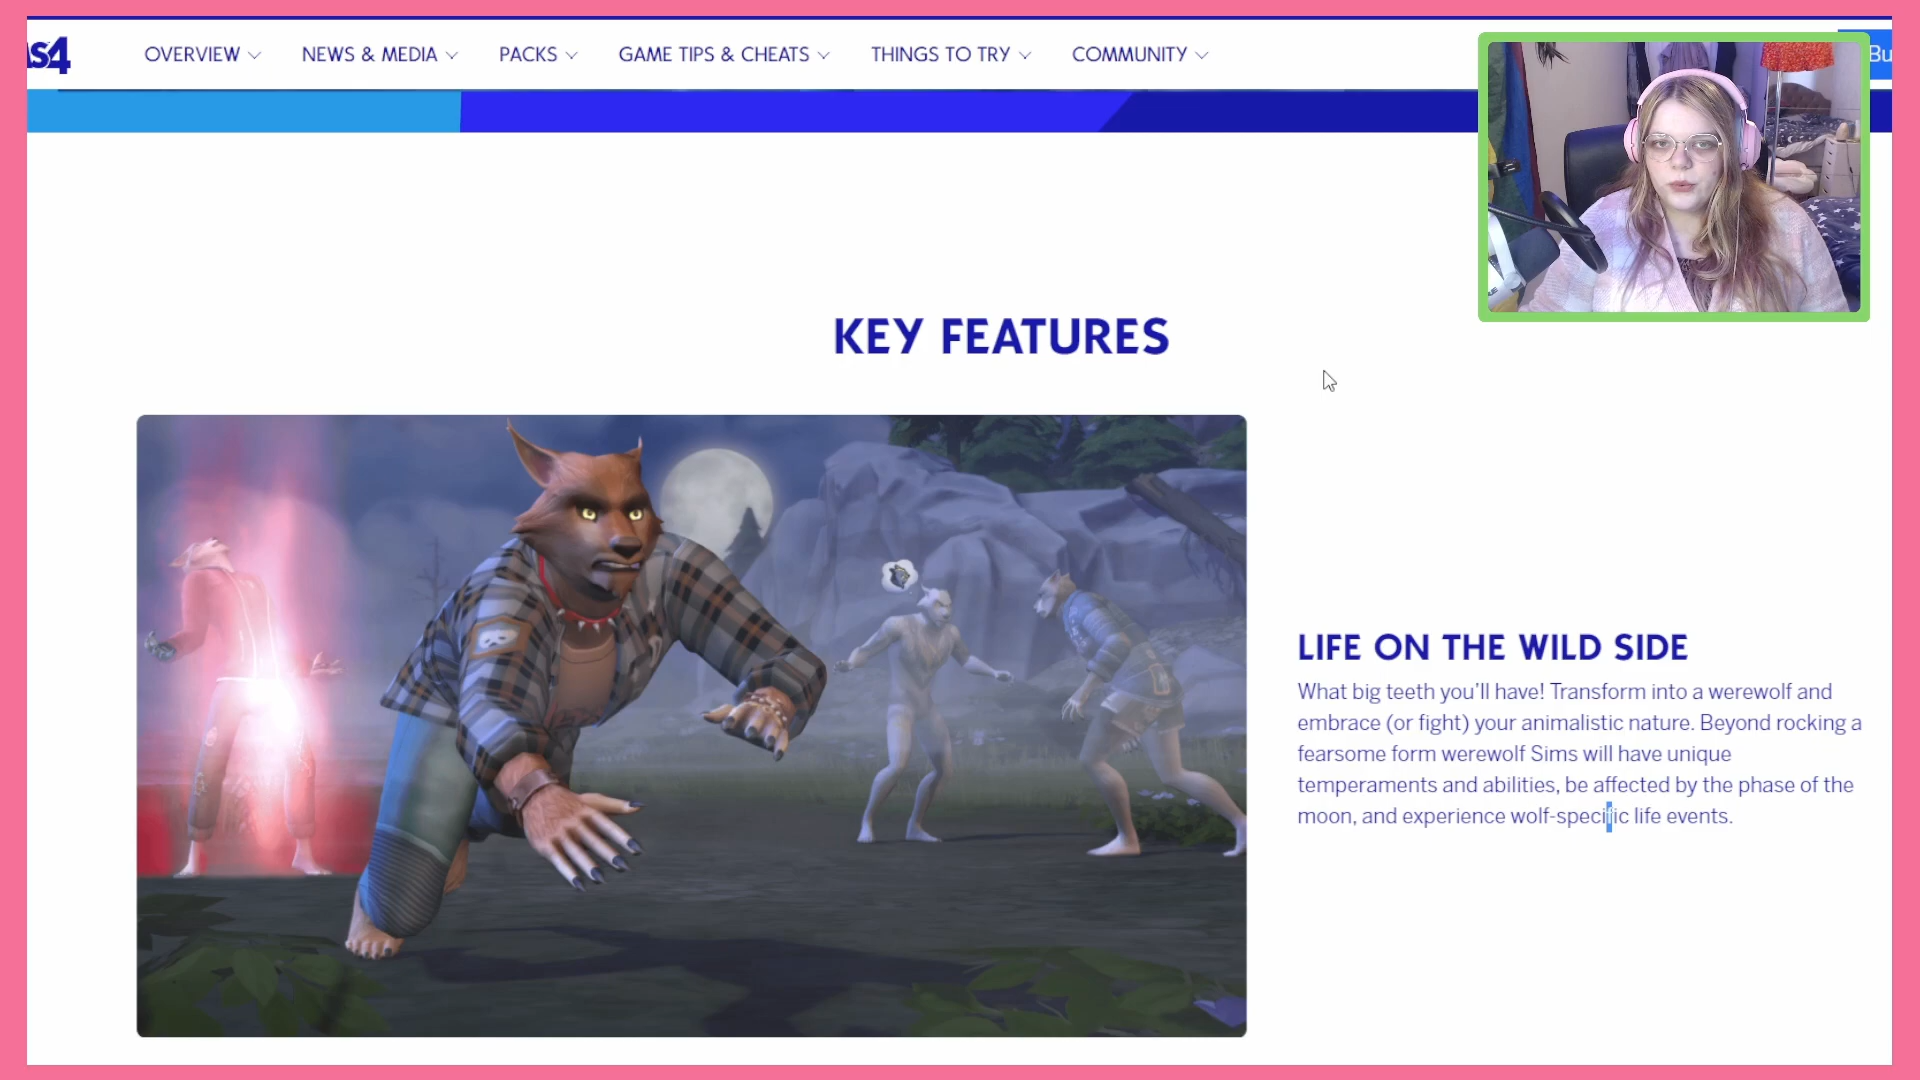 OVERVIEW NEWS & MEDIA PACKS GAME TIPS & CHEATS THINGS TO TRY COMMUNITY
KEY FEATURES
LIFE ON THE WILD SIDE
What big teeth you'll have! Transform into a werewolf and
embrace (or fight) your animalistic nature. Beyond rocking a
fearsome form werewolf Sims will have unique
temperaments and abilities, be affected by the phase of the
moon, and experience wolf-specific life events.